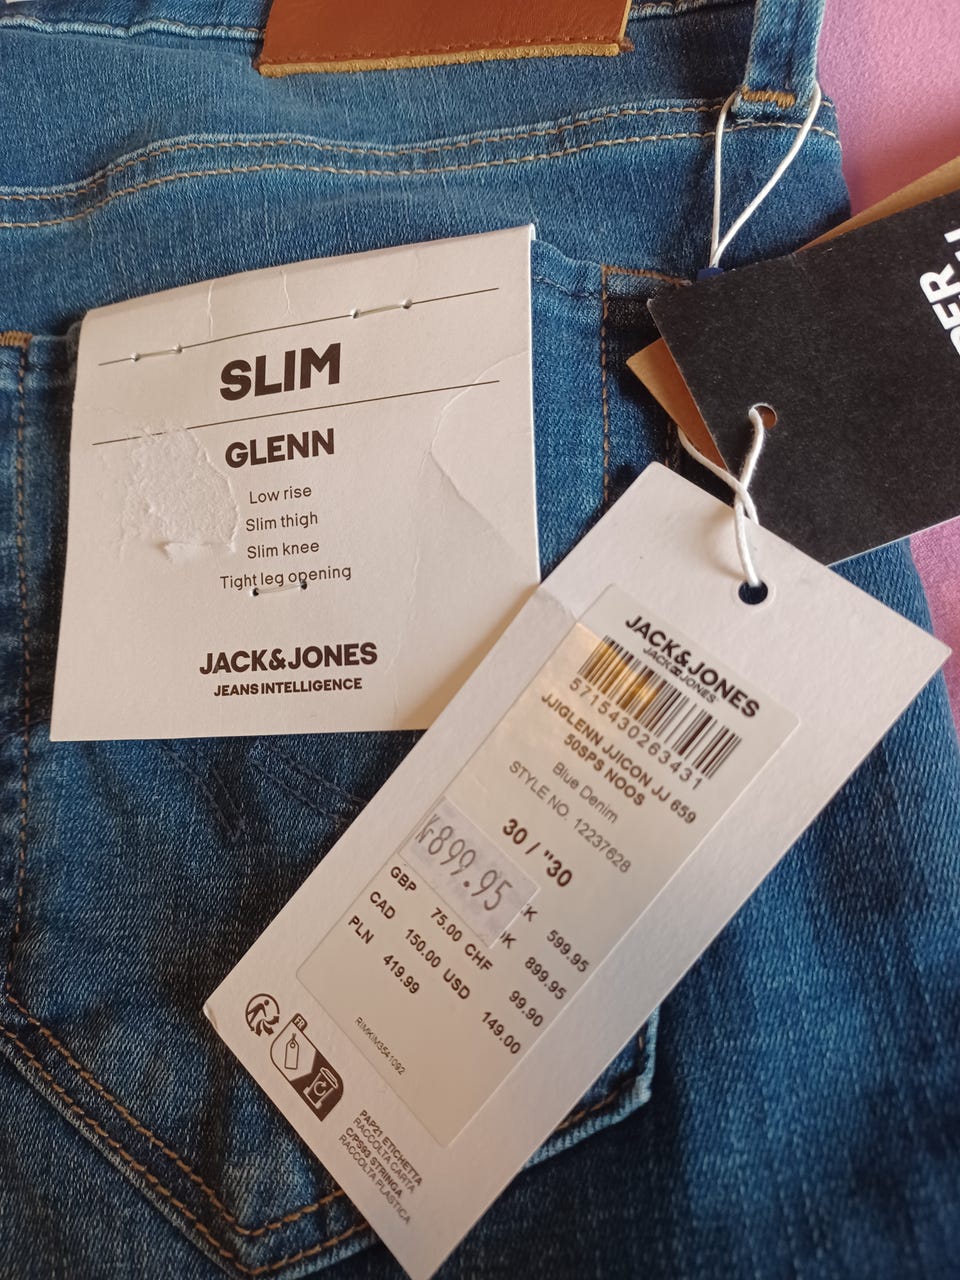 SLIM
GLENN
Low rise
Slim thigh
Slim knee
Tight leg opening
JACK&JONES
JEANS INTELLIGENCE
JACK&JONES
JACK JONES
5715430263431
JJIGLENN JJICON JJ 659
50SPS NOOS
Blue Denim
STYLE NO. 12237628
30 / "30
899.95
K 599.95
K 899.95
GBP 75.00 CHF 99.90
CAD 150.00 USD 149.00
PLN 419.99
RIMKIM3541092
FR
PAP21 ETICHETTA
RACCOLTA CARTA
C/PS93 STRINGA
RACCOLTA PLASTICA